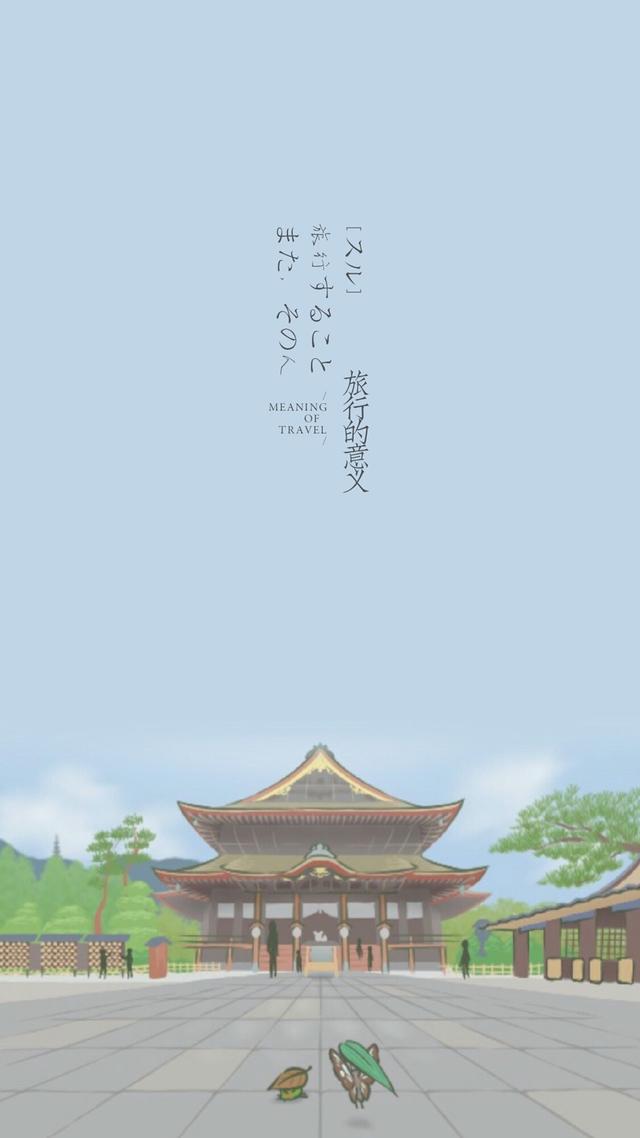 [スル]
旅行すること
また、その人
旅行的意义
/
MEANING
OF
TRAVEL
/